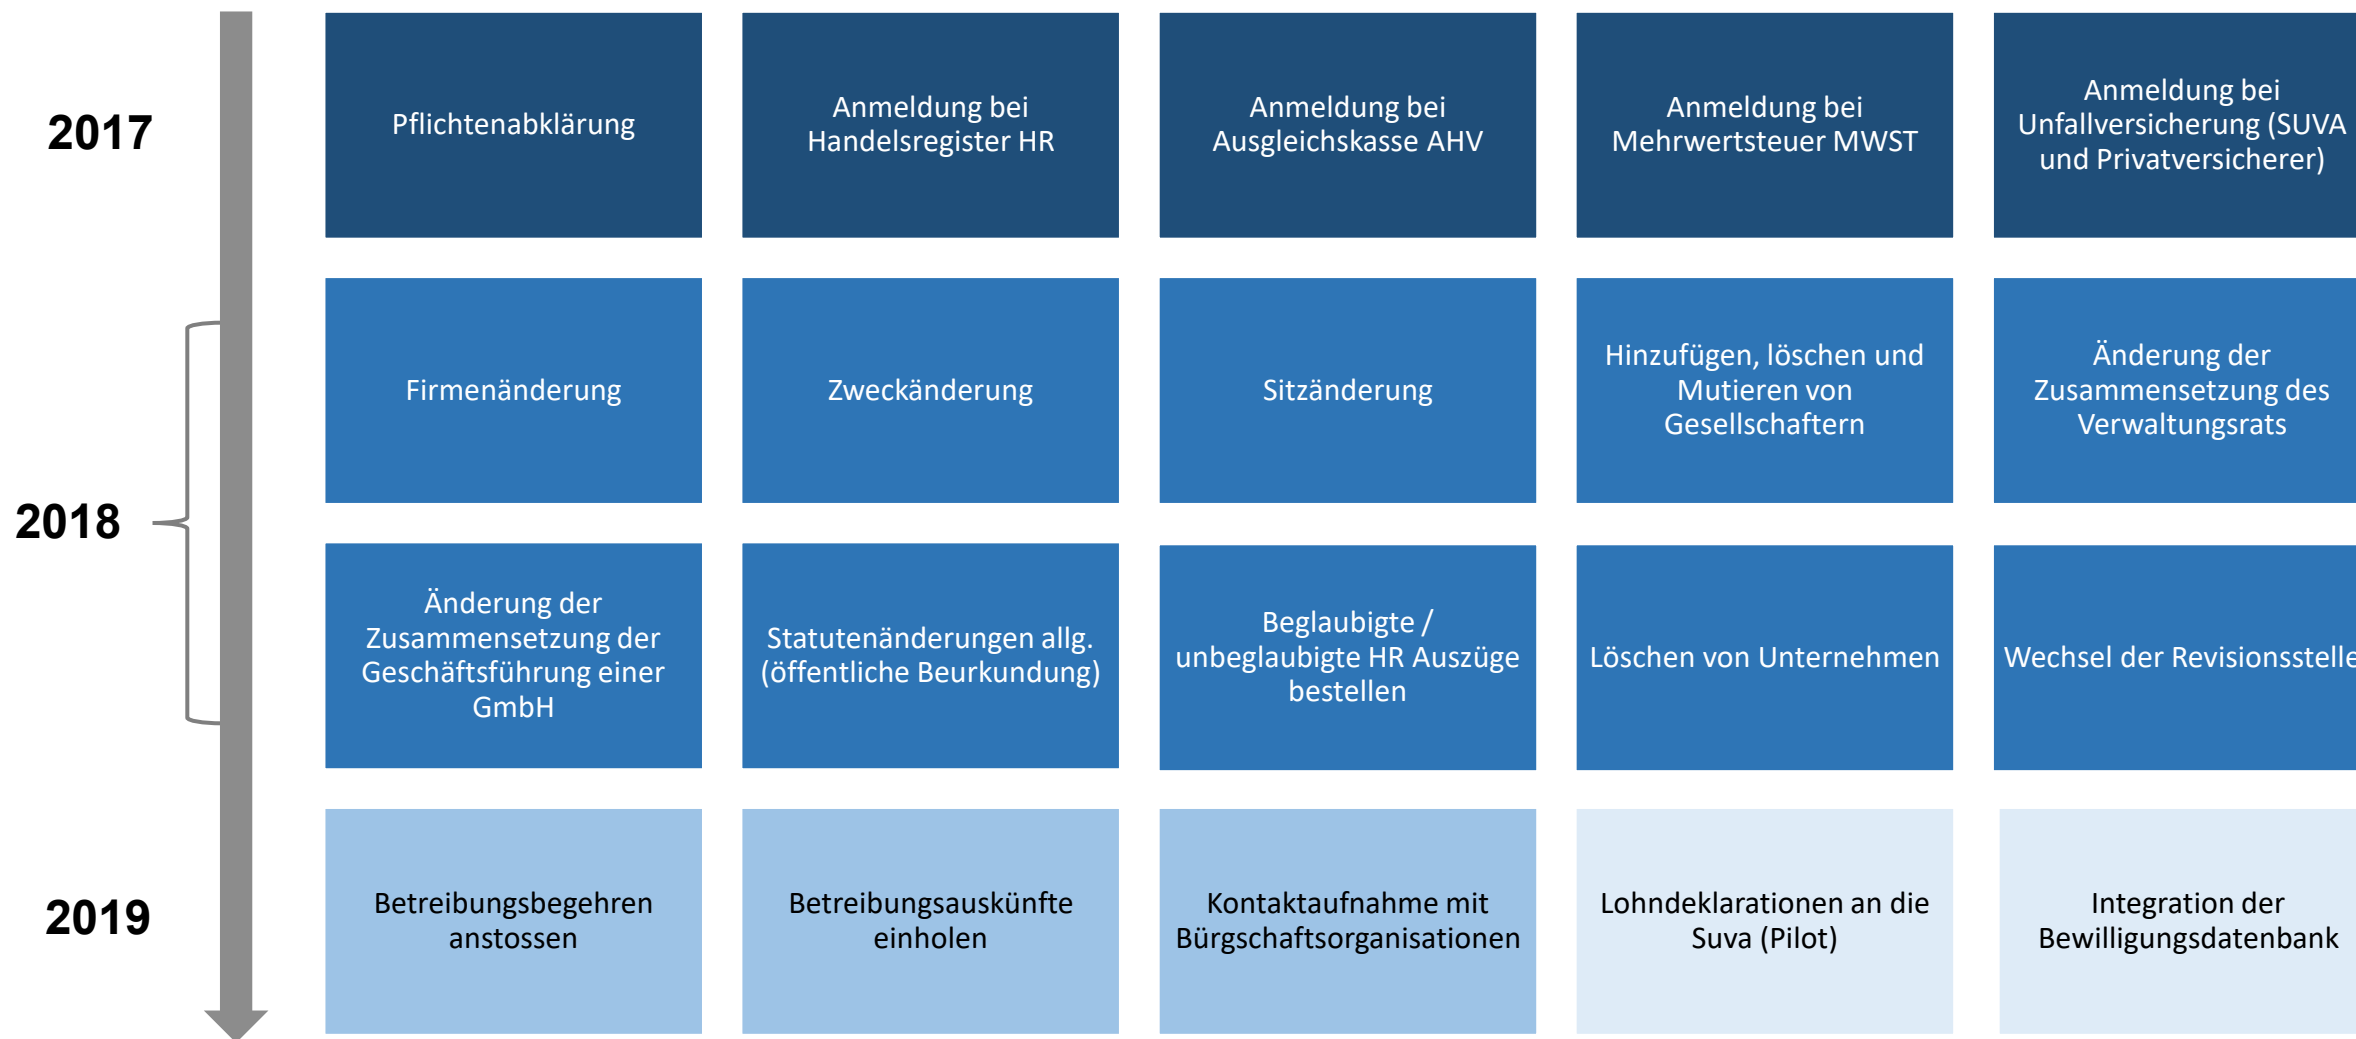 2017
Pflichtenabklärung
Anmeldung bei
Handelsregister HR
Anmeldung bei
Ausgleichskasse AHV
Anmeldung bei
Mehrwertsteuer MWST
Anmeldung bei
Unfallversicherung (SUVA
und Privatversicherer)
2018
Firmenänderung
Zweckänderung
Sitzänderung
Hinzufügen, löschen und
Mutieren von
Gesellschaftern
Änderung der
Zusammensetzung des
Verwaltungsrats
Änderung der
Zusammensetzung der
Geschäftsführung einer
GmbH
Statutenänderungen allg.
(öffentliche Beurkundung)
Beglaubigte /
unbeglaubigte HR Auszüge
bestellen
Löschen von Unternehmen
Wechsel der Revisionsstelle
2019
Betreibungsbegehren
anstossen
Betreibungsauskünfte
einholen
Kontaktaufnahme mit
Bürgschaftsorganisationen
Lohndeklarationen an die
Suva (Pilot)
Integration der
Bewilligungsdatenbank